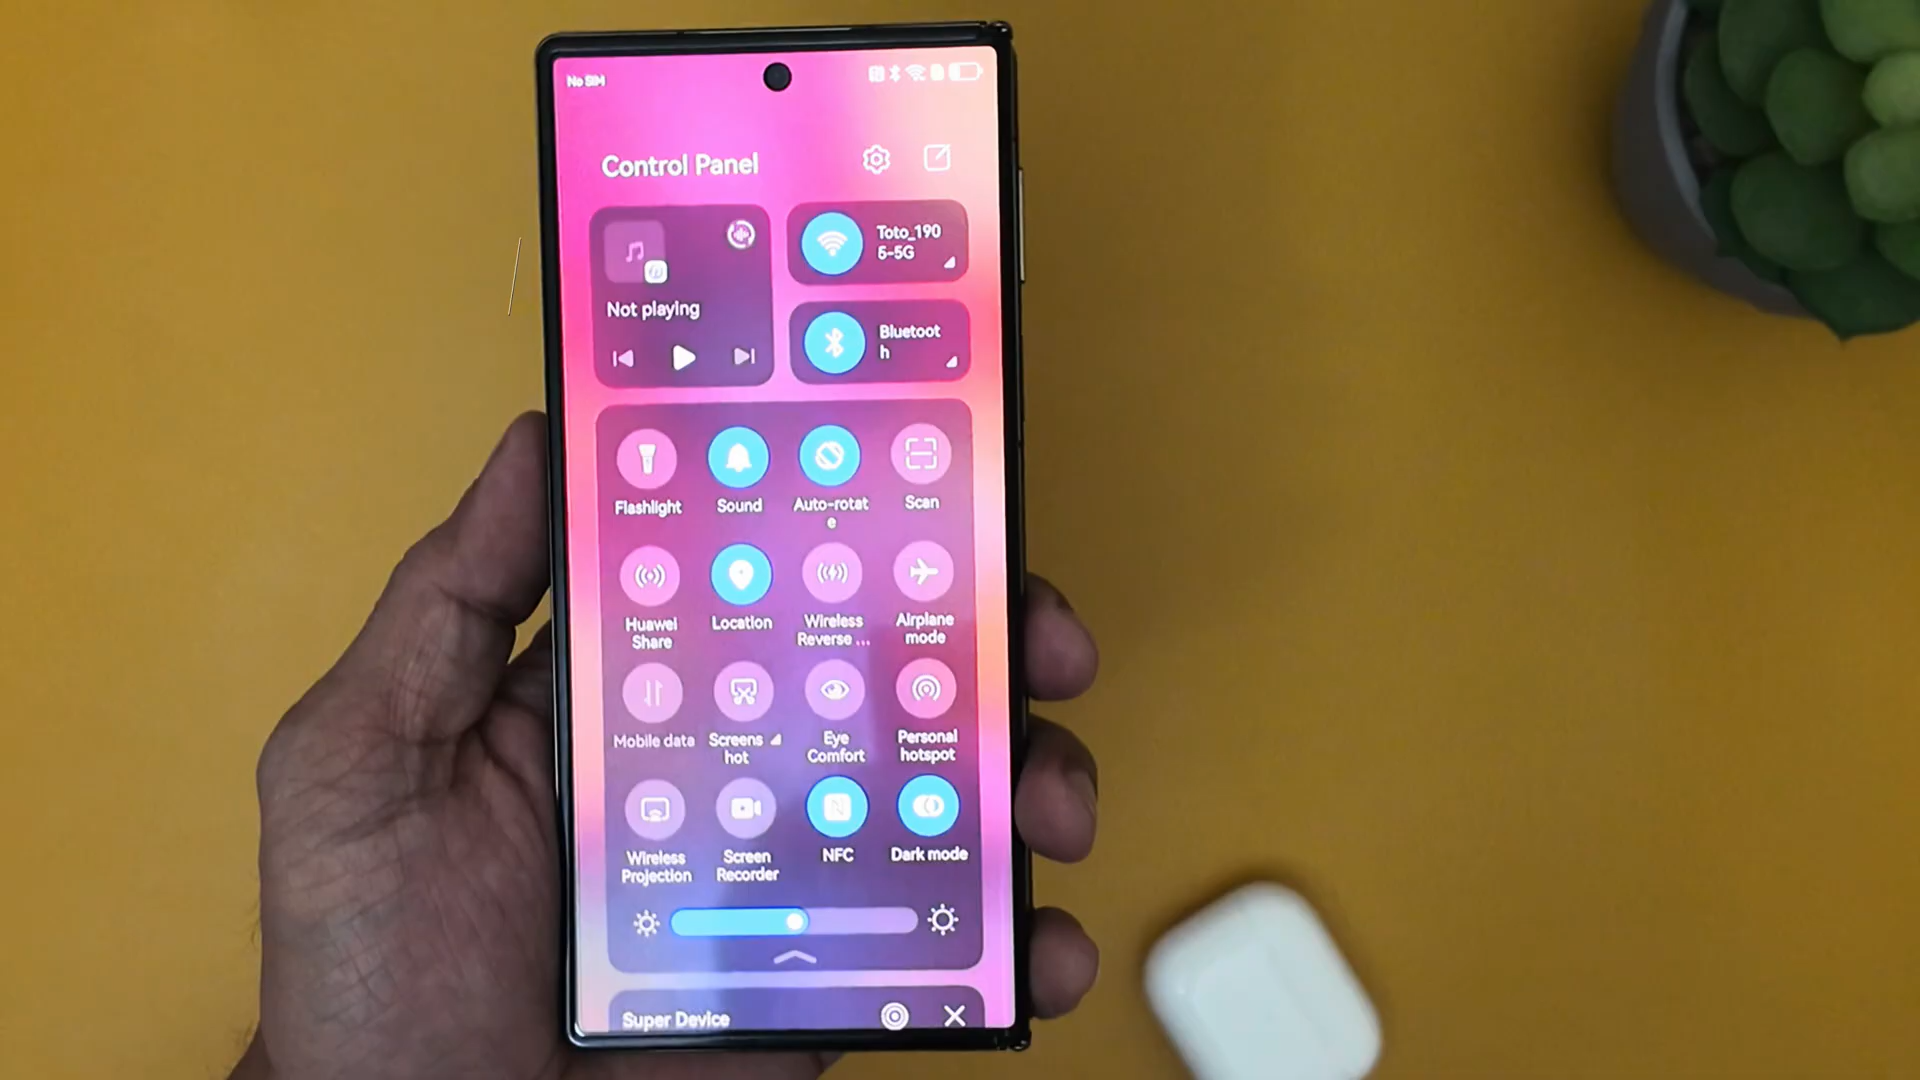 No SIM
Control Panel
Toto_190
5-5G
Not playing
Bluetoot
h
Flashlight
Sound
Auto-rotat
e
Scan
Huawei
Share
Location
Wireless
Reverse ...
Airplane
mode
Mobile data
Screens
hot
Eye
Comfort
Personal
hotspot
Wireless
Projection
Screen
Recorder
NFC
Dark mode
Super Device